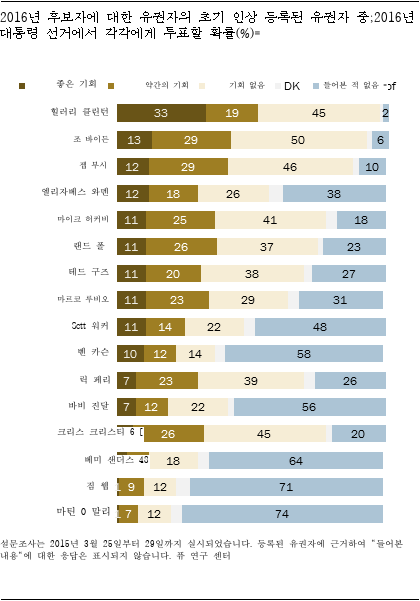 2016년 후보자에 대한 유권자의 초기 인상 등록된 유권자 중;2016년
대통령 선거에서 각각에게 투표할 확률(%)=
좋은 기회 약간의 기회 기회 없음 DK 들어본 적 없음 of
힐러리 클린턴 33 19 45 2
조 바이든 13 29 50 6
젭 부시 12 29 46 10
엘리자베스 와렌 12 18 26 38
마이크 허커비 11 25 41 18
랜드 폴 11 26 37 23
테드 구즈 11 20 38 27
마르코 루비오 11 23 29 31
Sctt 워커 11 14 22 48
벤 카슨 10 12 14 58
릭 페리 7 23 39 26
바비 진달 7 12 22 56
크리스 크리스티 6 26 45 20
베미 샌더스 48 18 64
짐 웹 1 9 12 71
마틴 O 말리 1 7 12 74
설문조사는 2015년 3월 25일부터 29일까지 실시되었습니다. 등록된 유권자에 근거하여 "들어본
내용"에 대한 응답은 표시되지 않습니다. 퓨 연구 센터